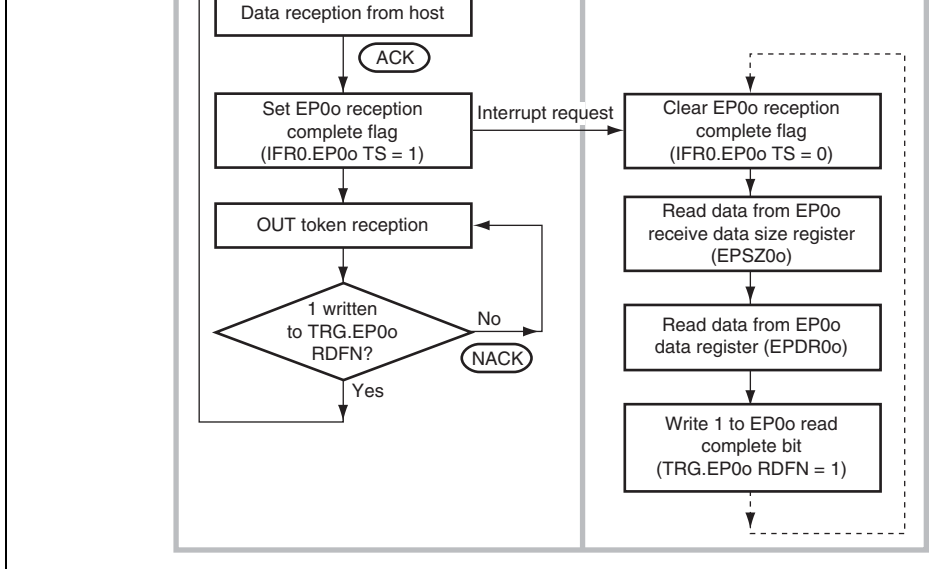 Data reception from host
ACK
Set EP0o reception
complete flag
(IFR0.EP0o TS = 1)
Interrupt request
Clear EP0o reception
complete flag
(IFR0.EP0o TS = 0)
OUT token reception
Read data from EP0o
receive data size register
(EPSZ0o)
1 written
to TRG.EP0o
RDFN?
No
NACK
Yes
Read data from EP0o
data register (EPDR0o)
Write 1 to EP0o read
complete bit
(TRG.EP0o RDFN = 1)